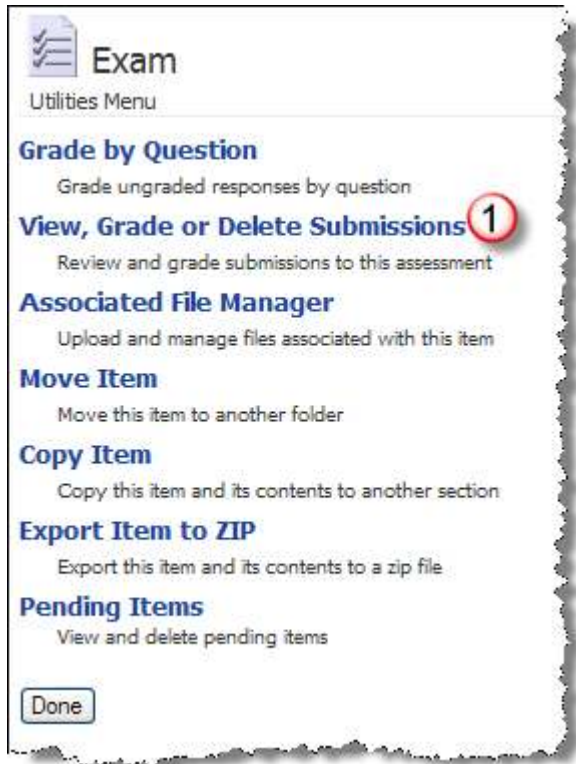 Exam
Utilities Menu
Grade by Question
Grade ungraded responses by question
View, Grade or Delete Submissions 1
Review and grade submissions to this assessment
Associated File Manager
Upload and manage files associated with this item
Move Item
Move this item to another folder
Copy Item
Copy this item and its contents to another section
Export Item to ZIP
Export this item and its contents to a zip file
Pending Items
View and delete pending items
Done